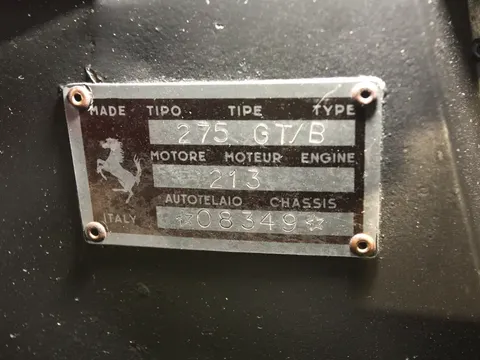 MADE TIPO TIPE TYPE
275 GT/B
MOTORE MOTEUR ENGINE
213
AUTOTELAIO CHASSIS
ITALY ☆08349☆